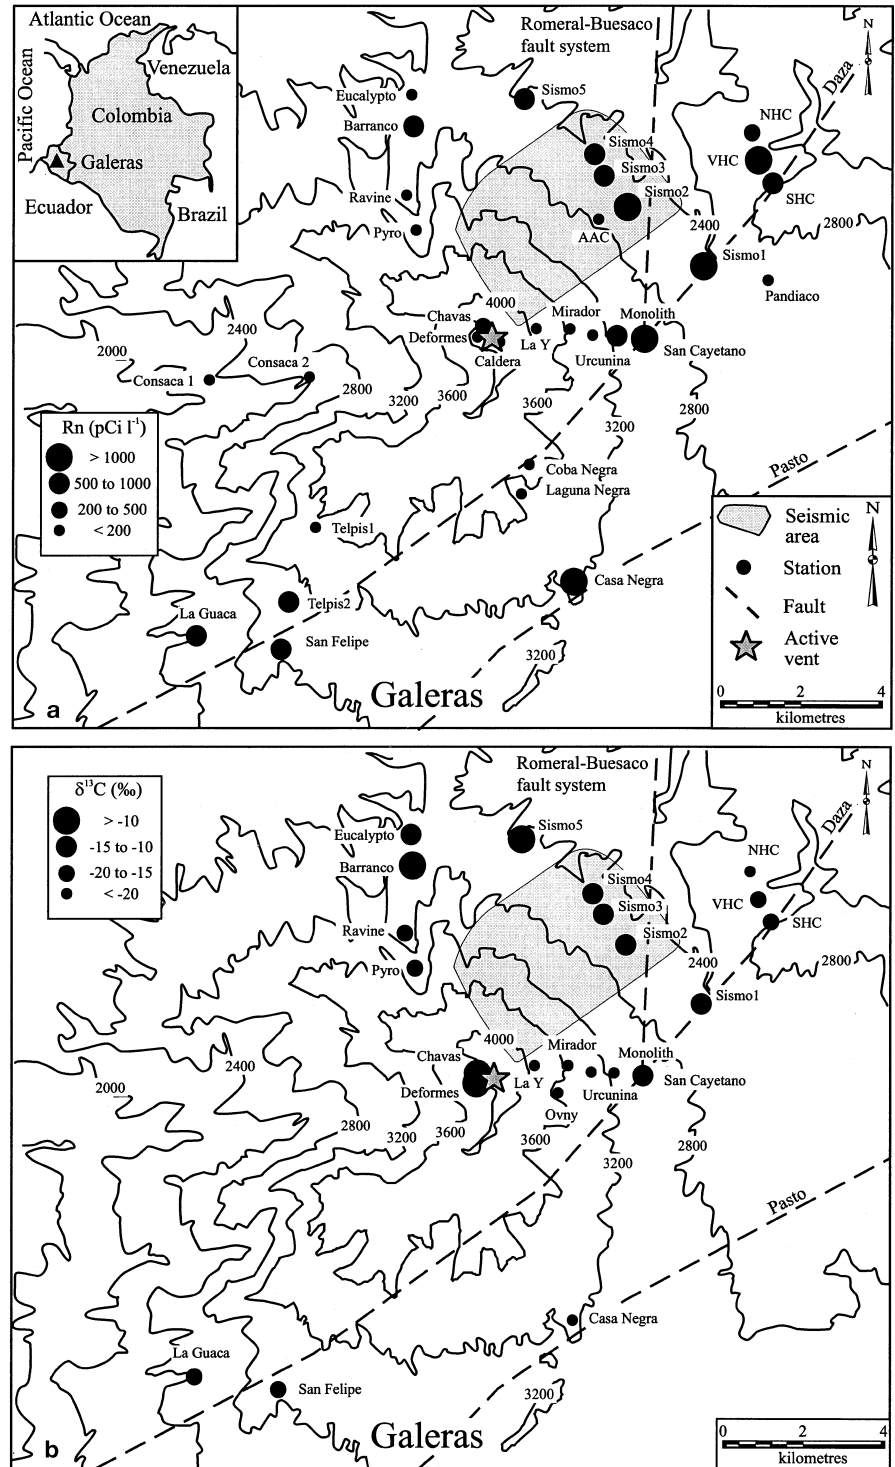 Atlantic Ocean
Pacific Ocean
Venezuela
Colombia
Galeras
Ecuador
Brazil
Romeral-Buesaco
fault system
N
Daza
Eucalypto
Sismo5
Barranco
NHC
Sismo4
VHC
Sismo3
Ravine
Sismo2
SHC
AAC
2400
2800
Pyro
Sismo1
Pandiaco
4000
Chavas
Mirador
Monolith
2400
Deformes
La Y
2000
Caldera
Urcunina
San Cayetano
Consaca 1
Consaca 2
2800
3200
3600
3600
3200
2800
Rn (pCi l⁻¹)
> 1000
500 to 1000
200 to 500
< 200
Coba Negra
Laguna Negra
Pasto
Telpis1
Casa Negra
Telpis2
La Guaca
San Felipe
3200
Galeras
a
N
Seismic
area
Station
Fault
Active
vent
0 2 4
kilometres
δ¹³C (‰)
> -10
-15 to -10
-20 to -15
< -20
Romeral-Buesaco
fault system
N
Daza
Eucalypto
Sismo5
Barranco
NHC
Sismo4
VHC
Sismo3
Ravine
Sismo2
SHC
Pyro
2400
2800
Sismo1
4000
Chavas
Mirador
Monolith
2400
Deformes
La Y
2000
Urcunina
San Cayetano
Ovny
2800
3200
3600
3600
3200
2800
Pasto
Casa Negra
La Guaca
San Felipe
3200
Galeras
b
0 2 4
kilometres